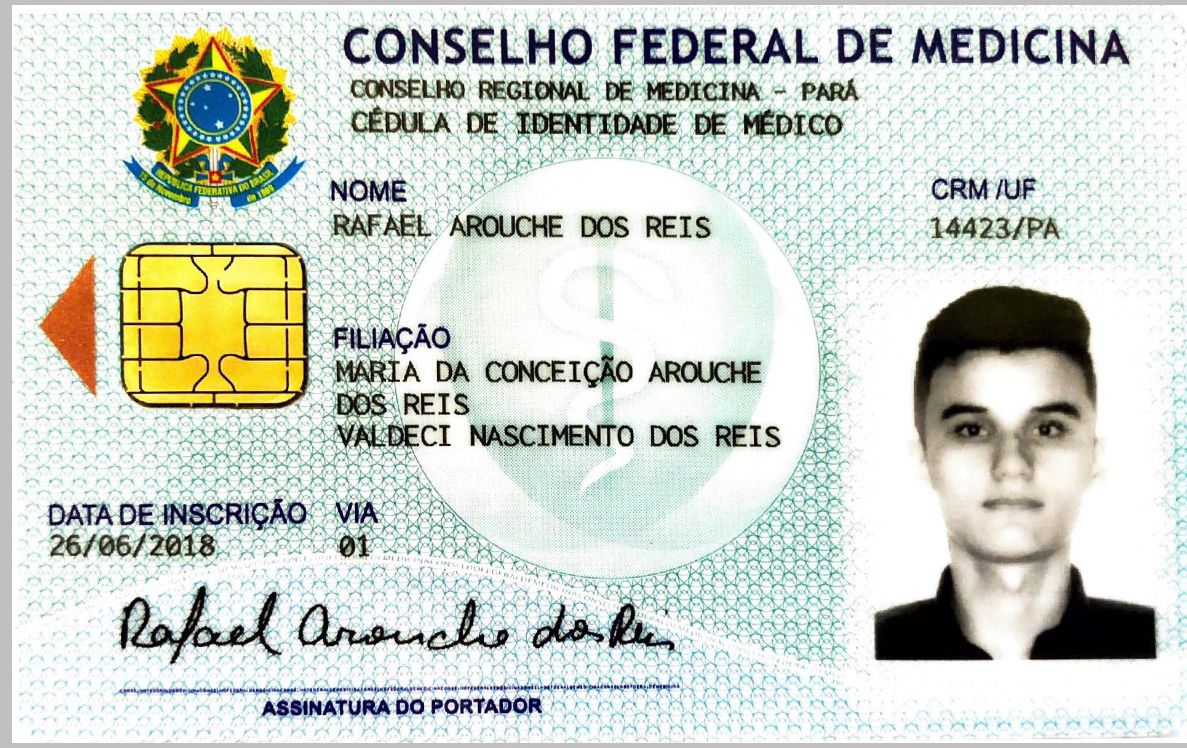 CONSELHO FEDERAL DE MEDICINA
CONSELHO REGIONAL DE MEDICINA - PARÁ
CÉDULA DE IDENTIDADE DE MÉDICO
REPÚBLICA FEDERATIVA DO BRASIL
15 de Novembro de 1889
NOME
RAFAEL AROUCHE DOS REIS
CRM /UF
14423/PA
FILIAÇÃO
MARIA DA CONCEIÇÃO AROUCHE
DOS REIS
VALDECI NASCIMENTO DOS REIS
DATA DE INSCRIÇÃO VIA
26/06/2018 01
Rafael Arouche dos Reis
ASSINATURA DO PORTADOR